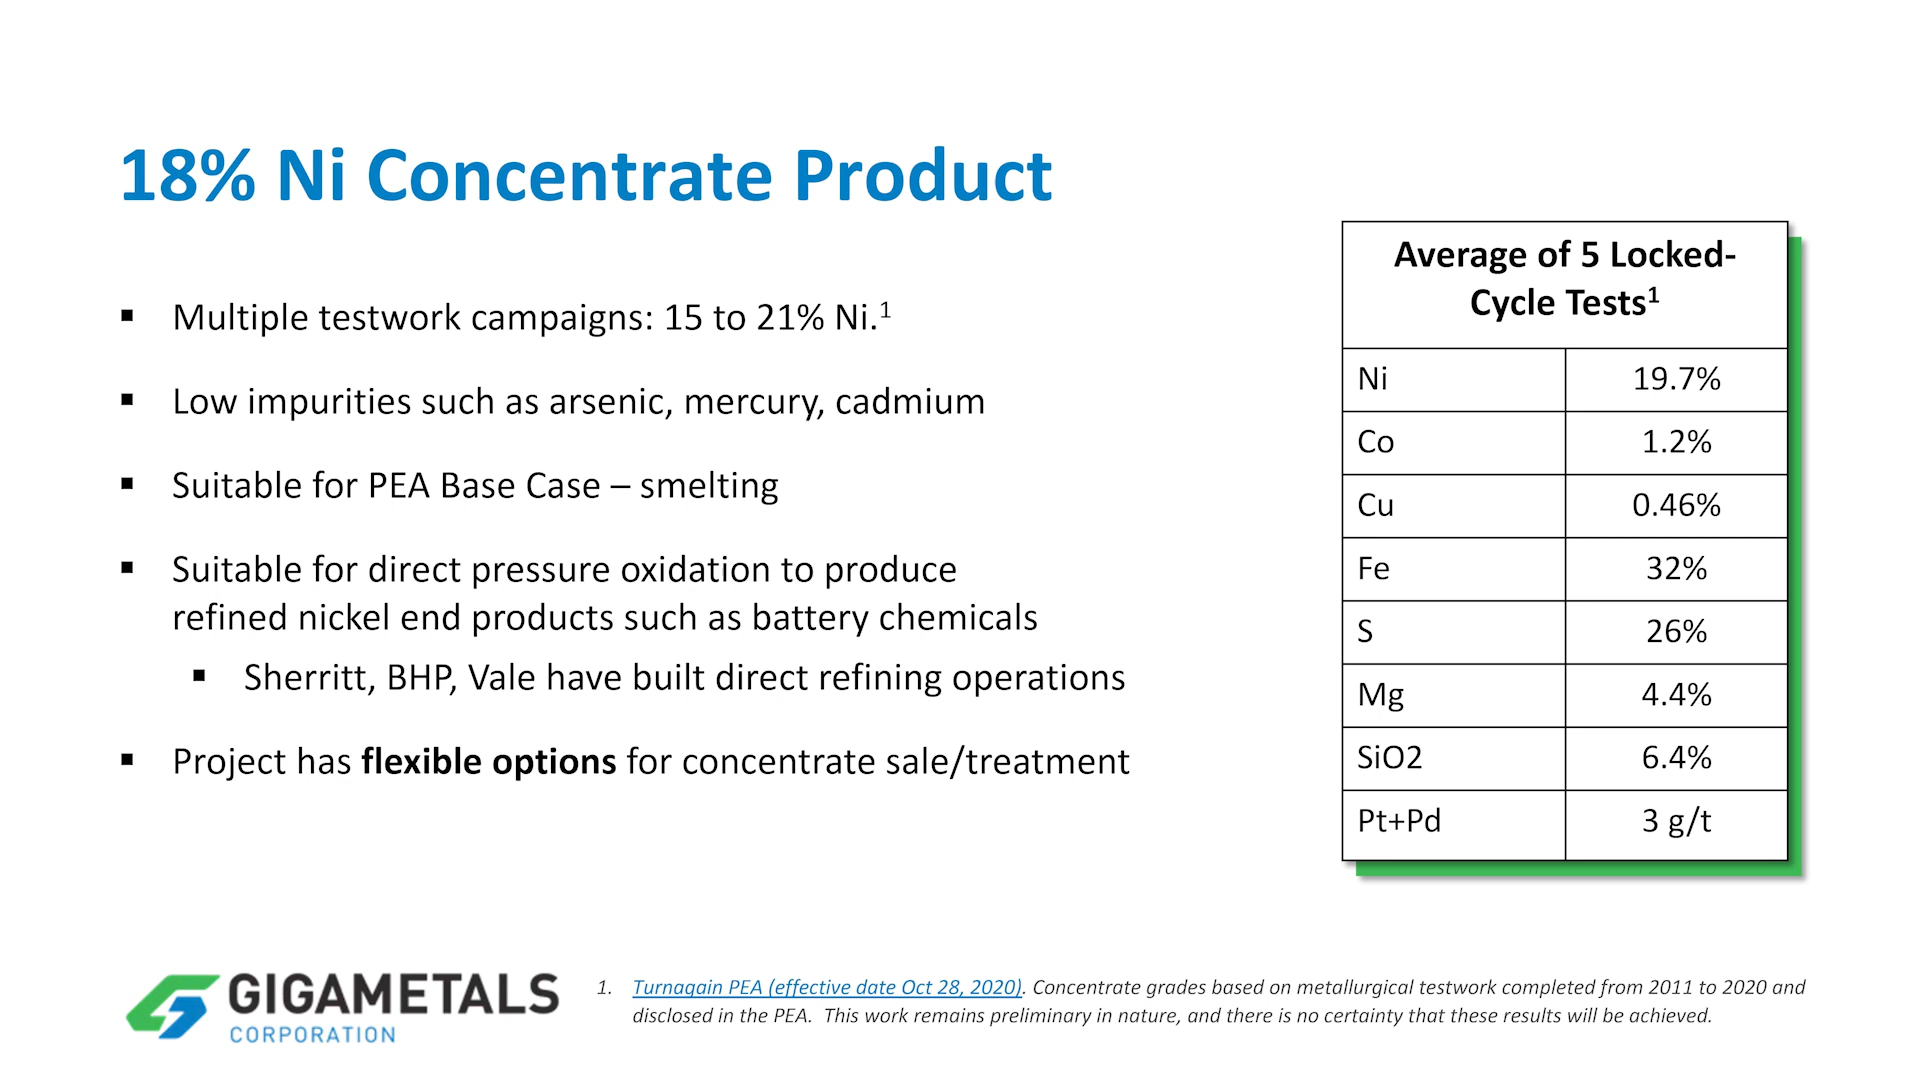 18% Ni Concentrate Product
▪ Multiple testwork campaigns: 15 to 21% Ni.¹
▪ Low impurities such as arsenic, mercury, cadmium
▪ Suitable for PEA Base Case – smelting
▪ Suitable for direct pressure oxidation to produce
refined nickel end products such as battery chemicals
▪ Sherritt, BHP, Vale have built direct refining operations
▪ Project has flexible options for concentrate sale/treatment
Average of 5 Locked-
Cycle Tests¹
Ni 19.7%
Co 1.2%
Cu 0.46%
Fe 32%
S 26%
Mg 4.4%
SiO2 6.4%
Pt+Pd 3 g/t
GIGAMETALS
CORPORATION
1. Turnagain PEA (effective date Oct 28, 2020). Concentrate grades based on metallurgical testwork completed from 2011 to 2020 and
disclosed in the PEA. This work remains preliminary in nature, and there is no certainty that these results will be achieved.